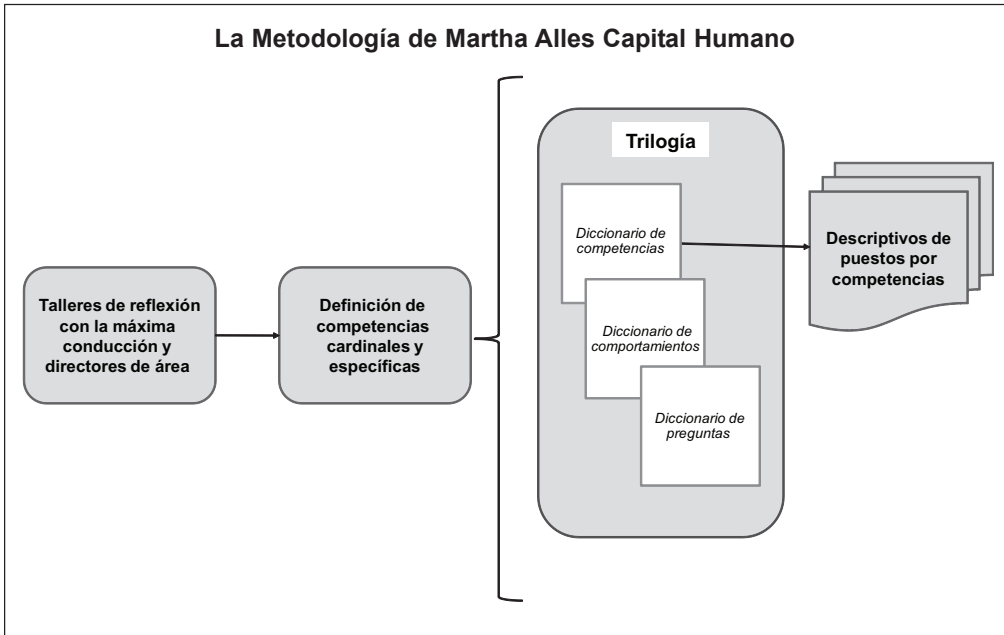 La Metodología de Martha Alles Capital Humano
Talleres de reflexión
con la máxima
conducción y
directores de área
Definición de
competencias
cardinales y
específicas
Trilogía
Diccionario de
competencias
Diccionario de
comportamientos
Diccionario de
preguntas
Descriptivos de
puestos por
competencias